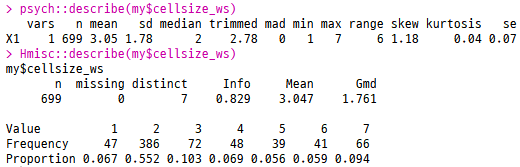 > psych::describe(my$cellsize_ws)
vars n mean sd median trimmed mad min max range skew kurtosis se
X1 1 699 3.05 1.78 2 2.78 0 1 7 6 1.18 0.04 0.07
> Hmisc::describe(my$cellsize_ws)
my$cellsize_ws
n missing distinct Info Mean Gmd
699 0 7 0.829 3.047 1.761
Value 1 2 3 4 5 6 7
Frequency 47 386 72 48 39 41 66
Proportion 0.067 0.552 0.103 0.069 0.056 0.059 0.094